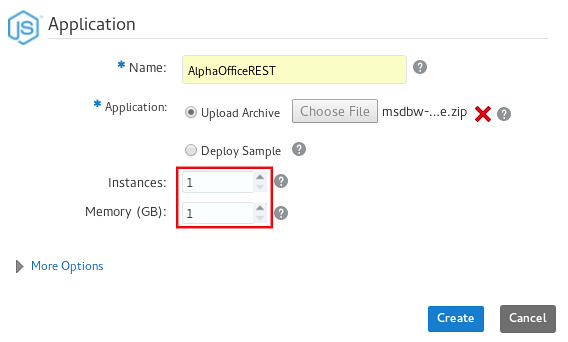 JS Application
* Name: AlphaOfficeREST ?
* Application: Upload Archive Choose File msdbw-...e.zip ?
Deploy Sample ?
Instances: 1 ?
Memory (GB): 1 ?
More Options
Create Cancel